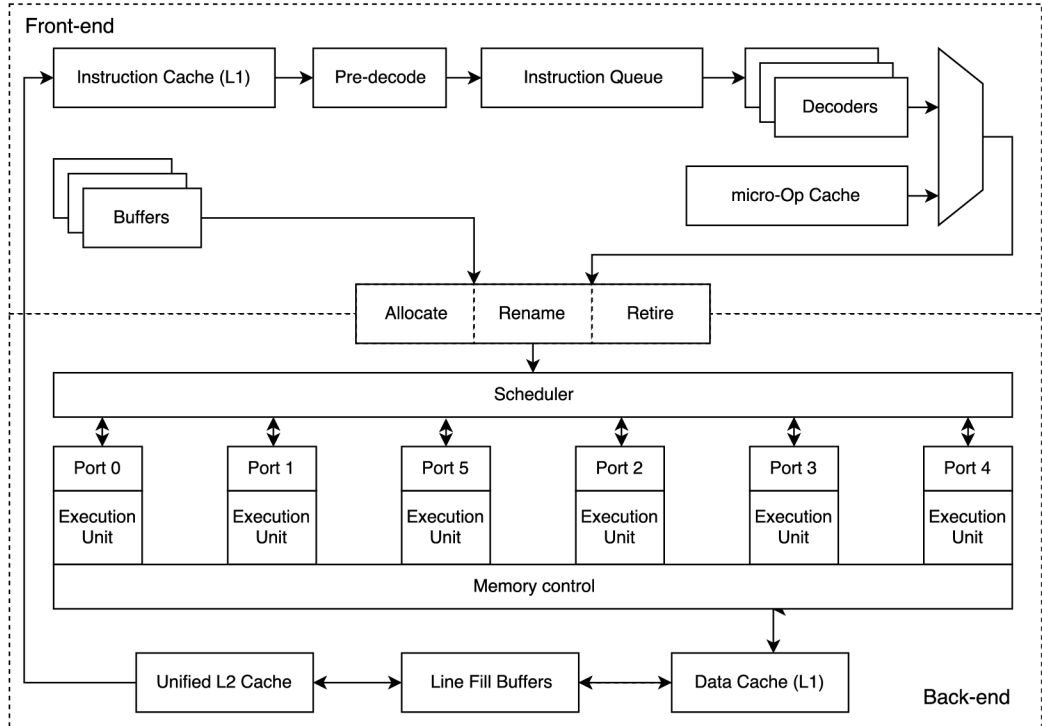 Front-end
Instruction Cache (L1)
Pre-decode
Instruction Queue
Decoders
micro-Op Cache
Buffers
Allocate
Rename
Retire
Scheduler
Port 0
Port 1
Port 5
Port 2
Port 3
Port 4
Execution
Unit
Execution
Unit
Execution
Unit
Execution
Unit
Execution
Unit
Execution
Unit
Memory control
Unified L2 Cache
Line Fill Buffers
Data Cache (L1)
Back-end